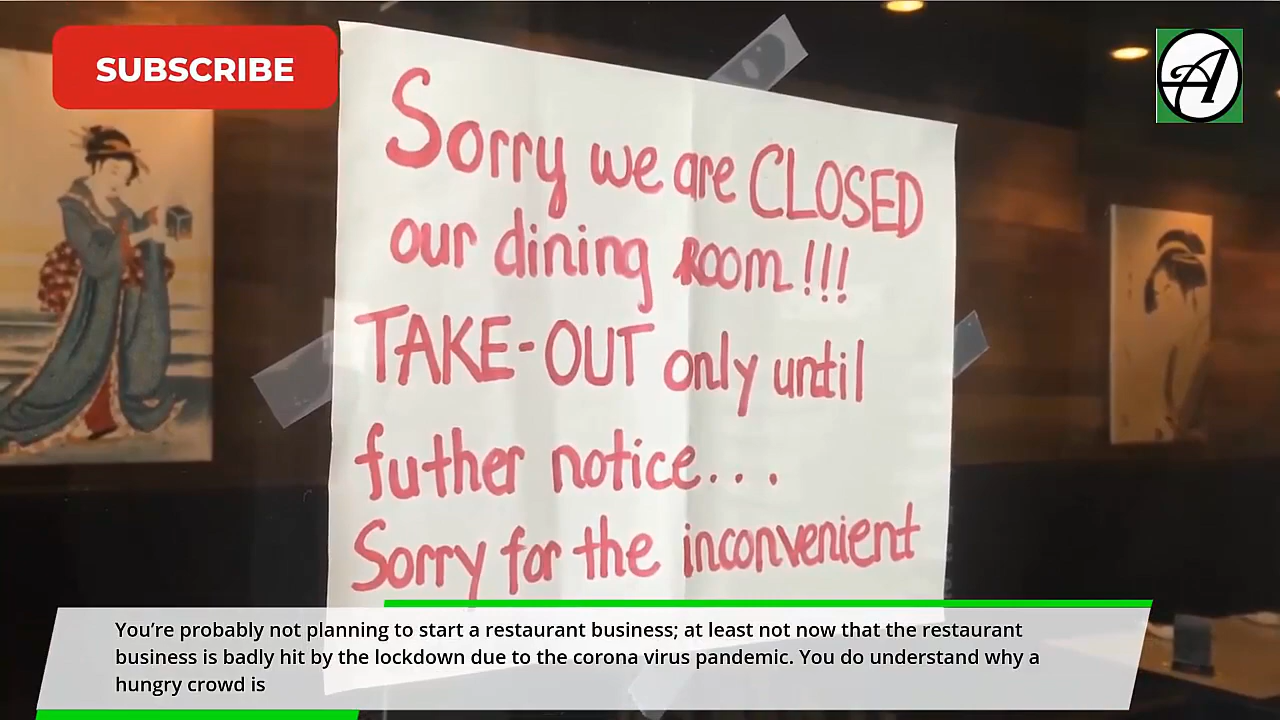 SUBSCRIBE
A
Sorry we are CLOSED
our dining ROOM!!!
TAKE-OUT only until
futher notice...
Sorry for the inconvenient
You’re probably not planning to start a restaurant business; at least not now that the restaurant
business is badly hit by the lockdown due to the corona virus pandemic. You do understand why a
hungry crowd is